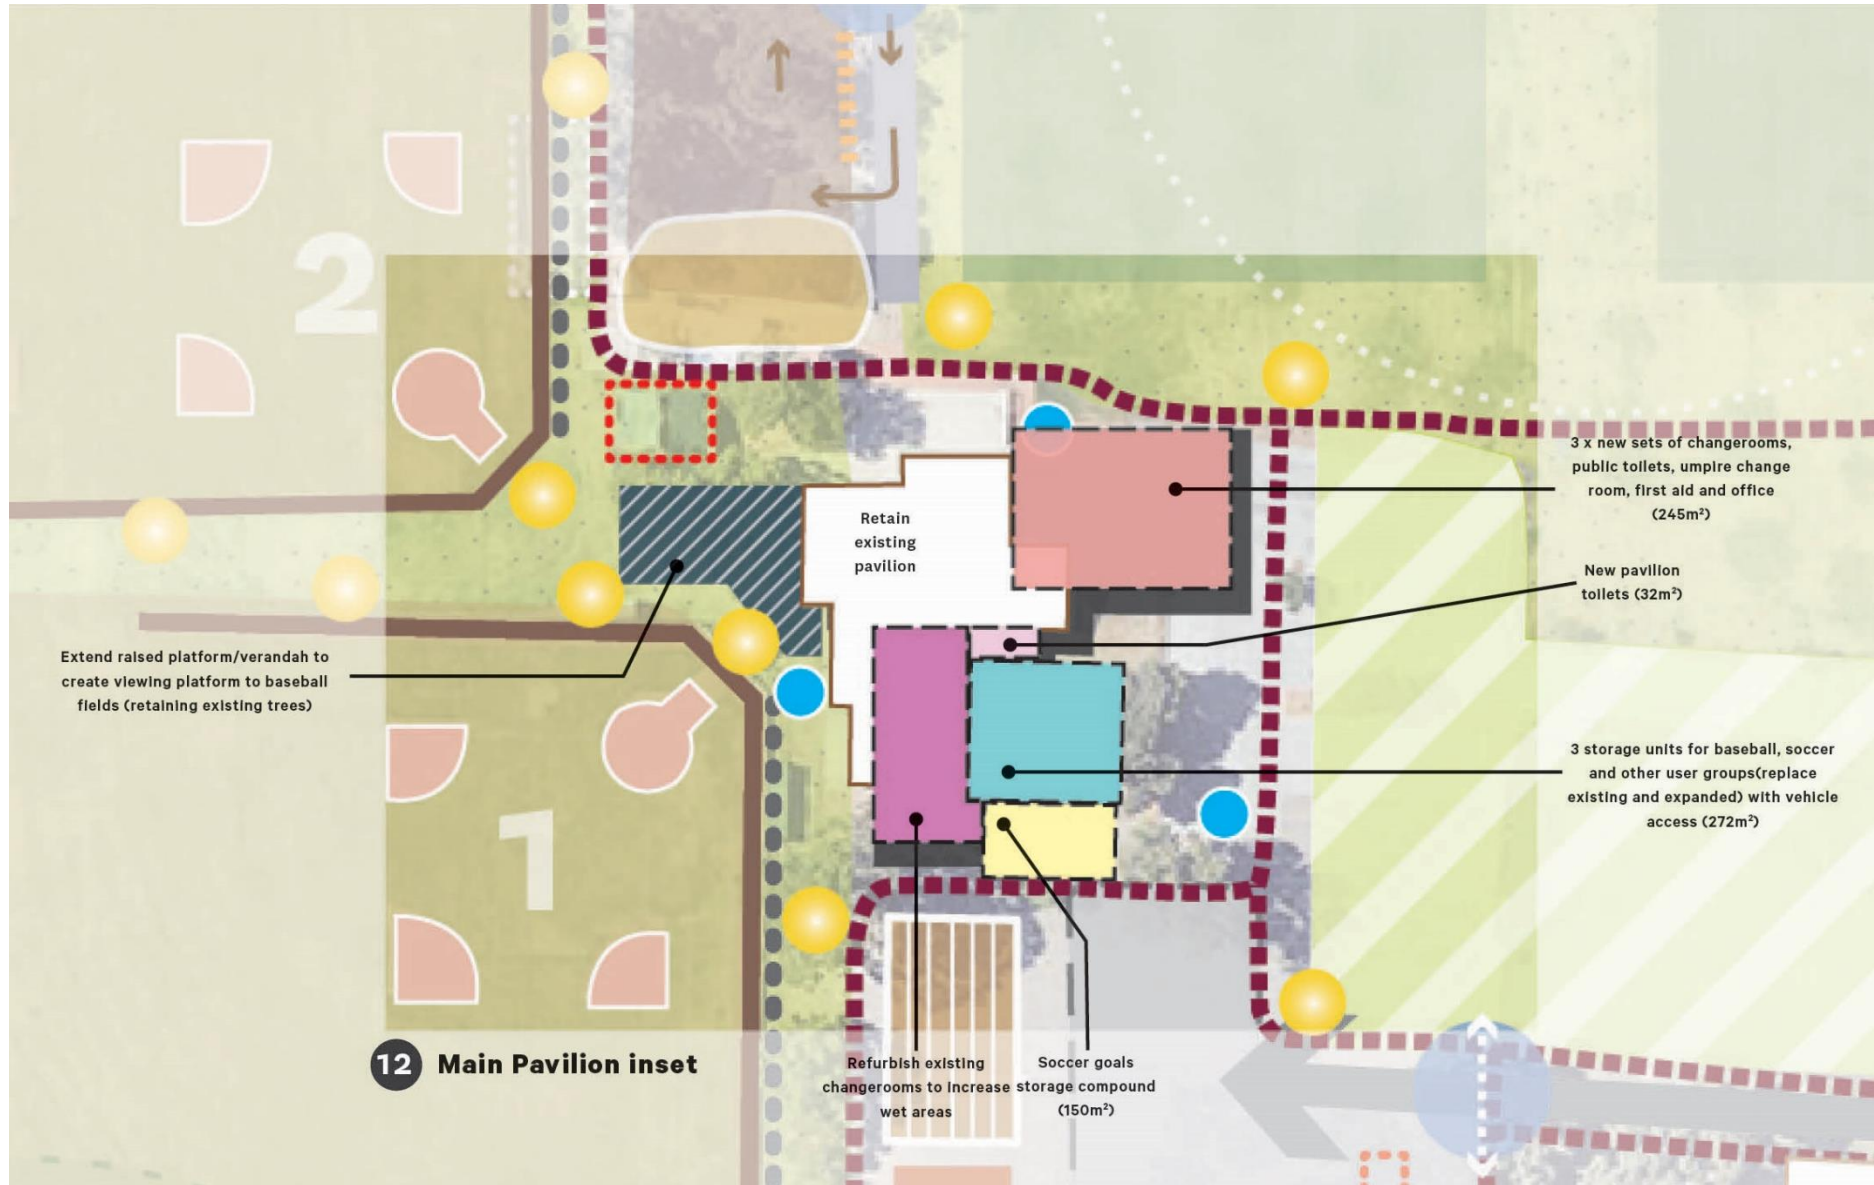 2
3 x new sets of changerooms,
public toilets, umpire change
room, first aid and office
(245m²)
Retain
existing
pavilion
New pavilion
toilets (32m²)
Extend raised platform/verandah to
create viewing platform to baseball
fields (retaining existing trees)
3 storage units for baseball, soccer
and other user groups(replace
existing and expanded) with vehicle
access (272m²)
1
12 Main Pavilion inset
Refurbish existing
changerooms to increase
wet areas
Soccer goals
storage compound
(150m²)